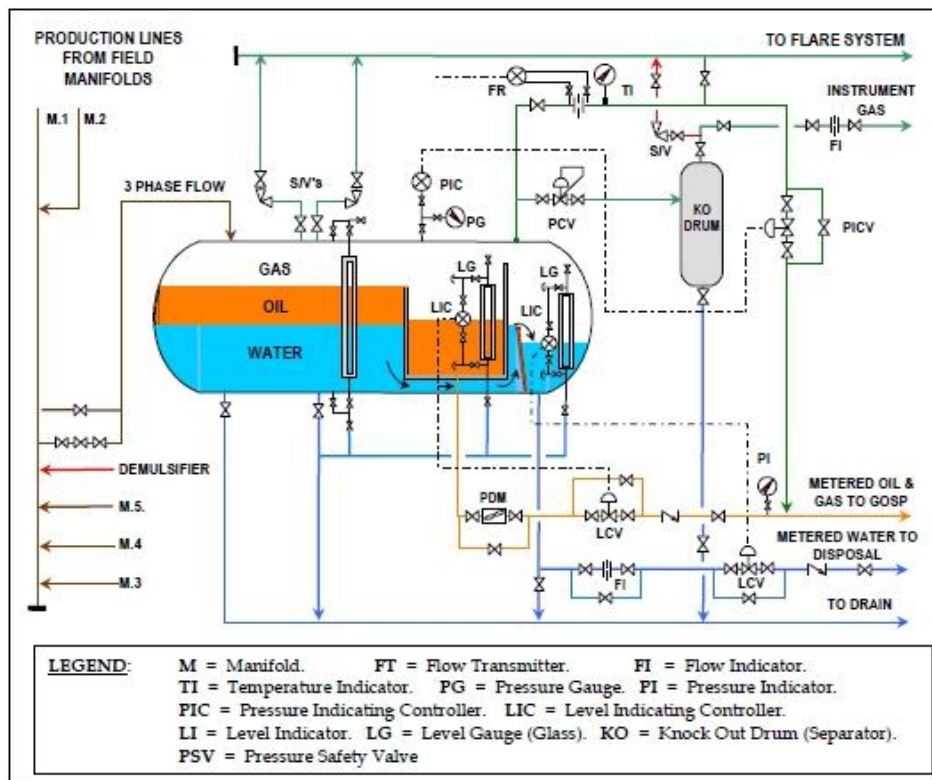 PRODUCTION LINES
FROM FIELD
MANIFOLDS
M.1
M.2
3 PHASE FLOW
S/V's
TO FLARE SYSTEM
FR
TI
INSTRUMENT
GAS
S/V
FI
PIC
PG
PCV
KO
DRUM
PICV
GAS
OIL
WATER
LG
LIC
LG
LIC
DEMULSIFIER
M.5.
M.4
M.3
PDM
LCV
PI
METERED OIL &
GAS TO GOSP
METERED WATER TO
DISPOSAL
FI
LCV
TO DRAIN
LEGEND: M = Manifold. FT = Flow Transmitter. FI = Flow Indicator.
TI = Temperature Indicator. PG = Pressure Gauge. PI = Pressure Indicator.
PIC = Pressure Indicating Controller. LIC = Level Indicating Controller.
LI = Level Indicator. LG = Level Gauge (Glass). KO = Knock Out Drum (Separator).
PSV = Pressure Safety Valve